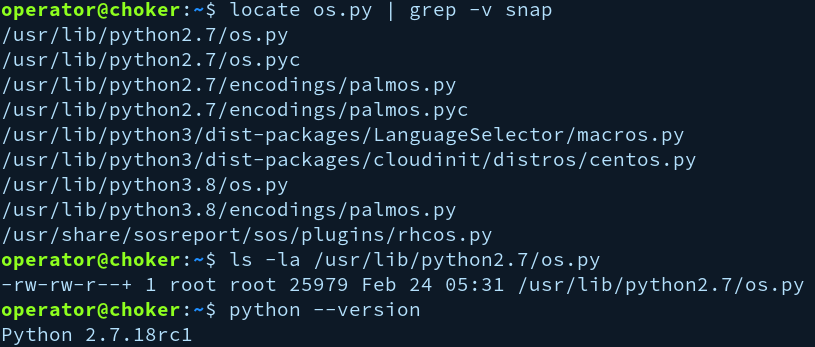 operator@choker:~$ locate os.py | grep -v snap
/usr/lib/python2.7/os.py
/usr/lib/python2.7/os.pyc
/usr/lib/python2.7/encodings/palmos.py
/usr/lib/python2.7/encodings/palmos.pyc
/usr/lib/python3/dist-packages/LanguageSelector/macros.py
/usr/lib/python3/dist-packages/cloudinit/distros/centos.py
/usr/lib/python3.8/os.py
/usr/lib/python3.8/encodings/palmos.py
/usr/share/sosreport/sos/plugins/rhcos.py
operator@choker:~$ ls -la /usr/lib/python2.7/os.py
-rw-rw-r--+ 1 root root 25979 Feb 24 05:31 /usr/lib/python2.7/os.py
operator@choker:~$ python --version
Python 2.7.18rc1